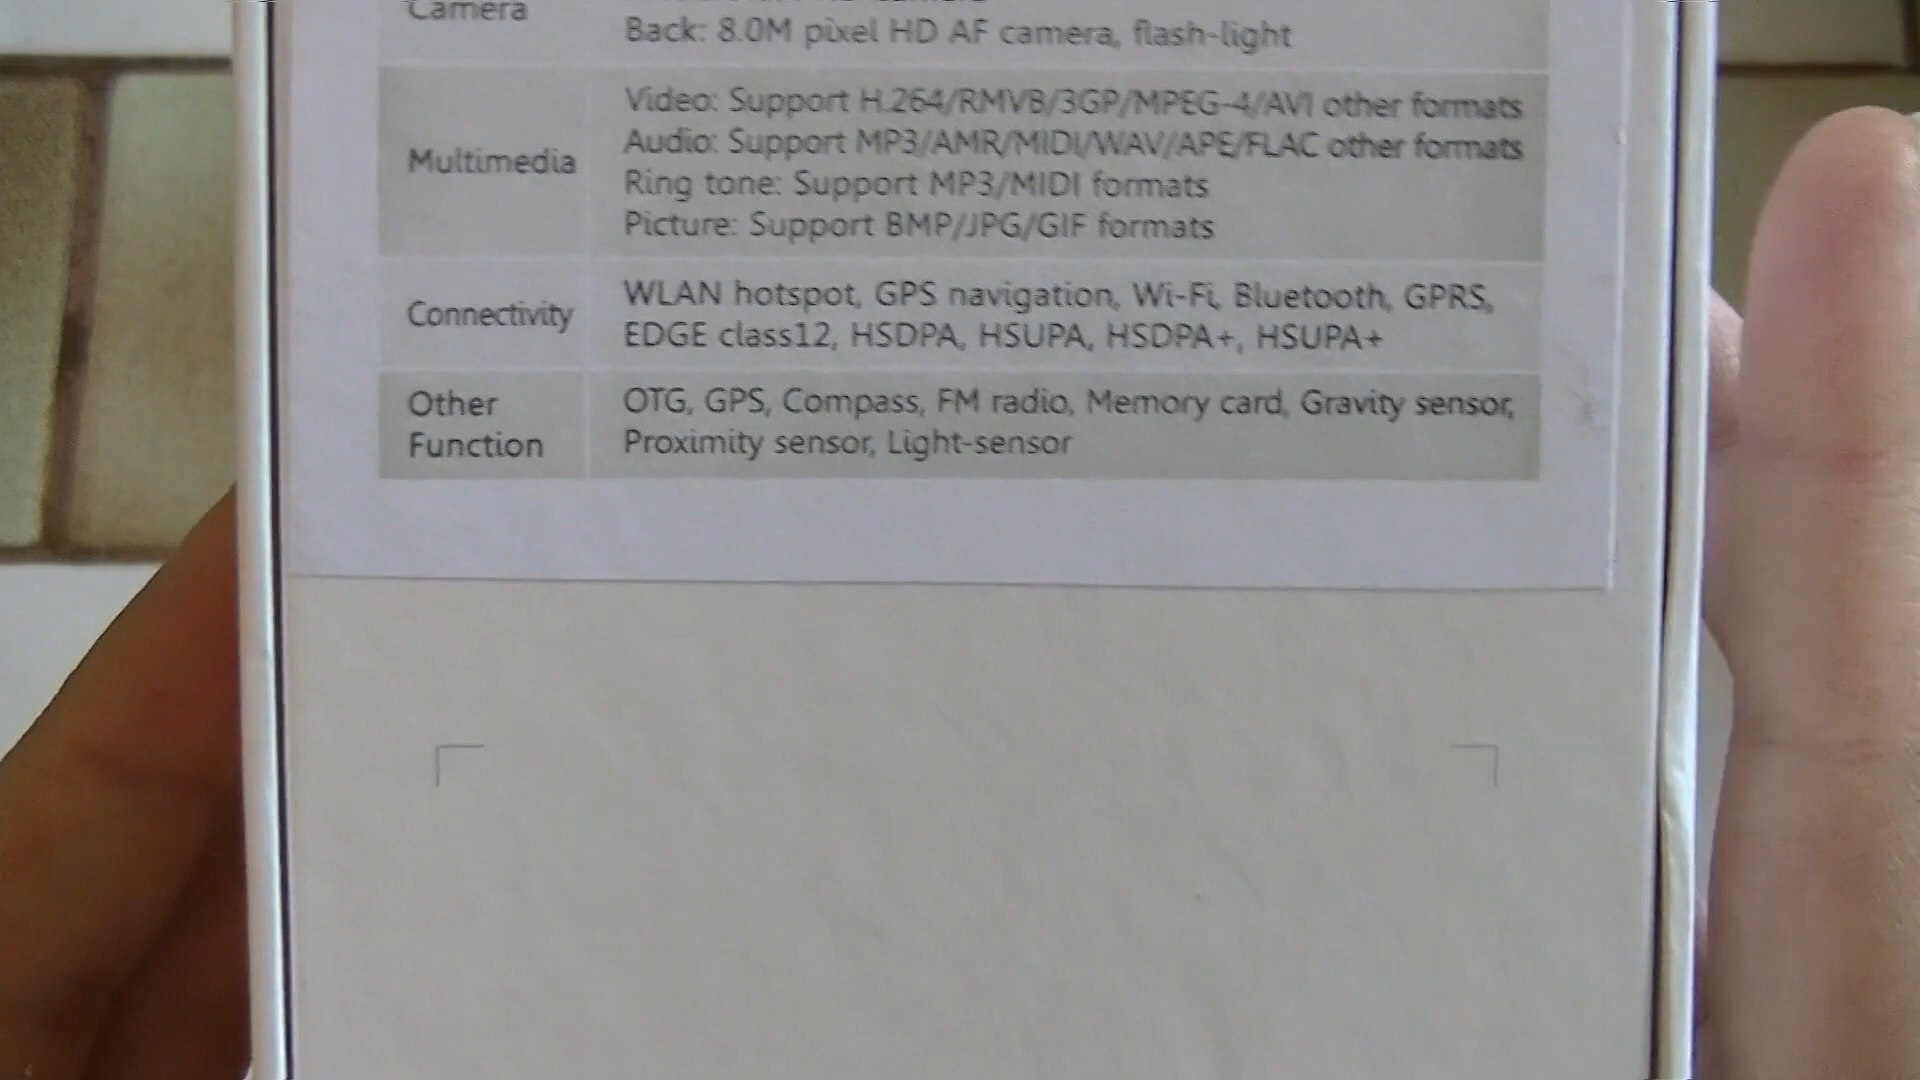 Camera
Back: 8.0M pixel HD AF camera, flash-light
Multimedia
Video: Support H.264/RMVB/3GP/MPEG-4/AVI other formats
Audio: Support MP3/AMR/MIDI/WAV/APE/FLAC other formats
Ring tone: Support MP3/MIDI formats
Picture: Support BMP/JPG/GIF formats
Connectivity
WLAN hotspot, GPS navigation, Wi-Fi, Bluetooth, GPRS,
EDGE class12, HSDPA, HSUPA, HSDPA+, HSUPA+
Other
Function
OTG, GPS, Compass, FM radio, Memory card, Gravity sensor,
Proximity sensor, Light-sensor